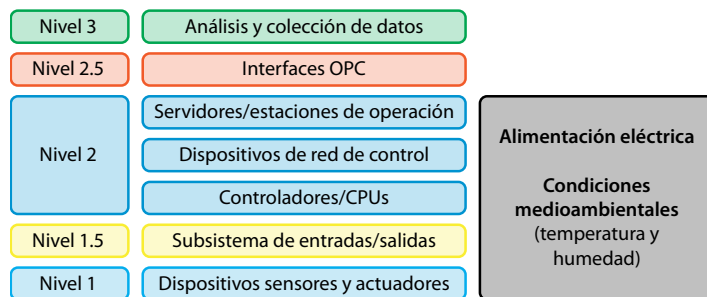 Nivel 3
Análisis y colección de datos
Nivel 2.5
Interfaces OPC
Nivel 2
Servidores/estaciones de operación
Dispositivos de red de control
Controladores/CPUs
Nivel 1.5
Subsistema de entradas/salidas
Nivel 1
Dispositivos sensores y actuadores
Alimentación eléctrica
Condiciones
medioambientales
(temperatura y
humedad)